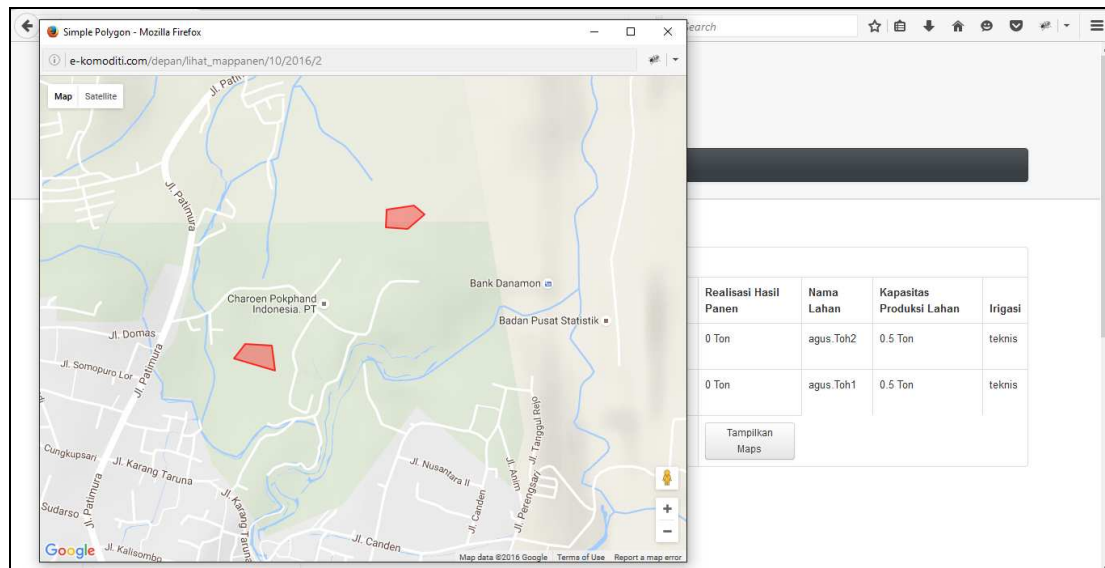 Simple Polygon - Mozilla Firefox
Search
e-komoditi.com/depan/lihat_mappanen/10/2016/2
Map Satellite
Jl. Patimura
Jl. Patimura
Bank Danamon
Charoen Pokphand
Indonesia. PT
Badan Pusat Statistik
Jl. Domas
Jl. Somopuro Lor
Jl. Patimura
Jl. Tanggul Rejo
Cungkupsari
Jl. Karang Taruna
Jl. Nusantara II
Jl. Anim
Jl. Perengsari
Jl. Canden
Sudarso
Jl. Patimura
Jl. Karang Taruna
Jl. Canden
Jl. Kalisombo
Google
Map data ©2016 Google Terms of Use Report a map error
Realisasi Hasil Panen
Nama Lahan
Kapasitas Produksi Lahan
Irigasi
0 Ton agus.Toh2 0.5 Ton teknis
0 Ton agus.Toh1 0.5 Ton teknis
Tampilkan
Maps